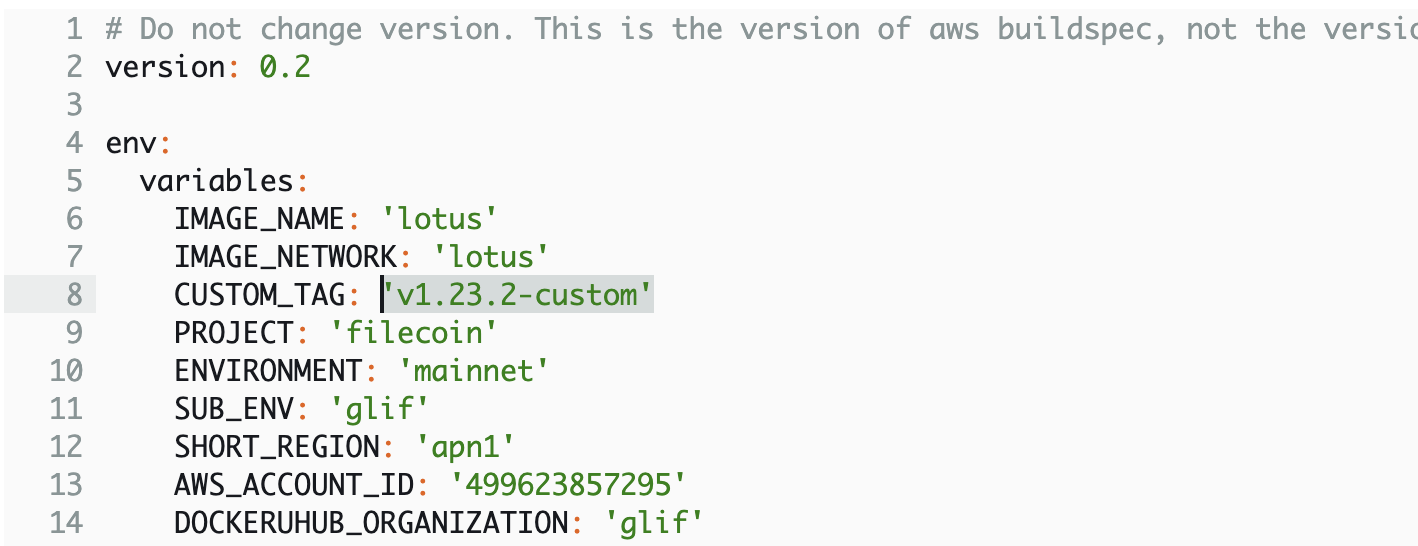 1 # Do not change version. This is the version of aws buildspec, not the
2 version: 0.2
3
4 env:
5   variables:
6     IMAGE_NAME: 'lotus'
7     IMAGE_NETWORK: 'lotus'
8     CUSTOM_TAG: 'v1.23.2-custom'
9     PROJECT: 'filecoin'
10     ENVIRONMENT: 'mainnet'
11     SUB_ENV: 'glif'
12     SHORT_REGION: 'apn1'
13     AWS_ACCOUNT_ID: '499623857295'
14     DOCKERUHUB_ORGANIZATION: 'glif'